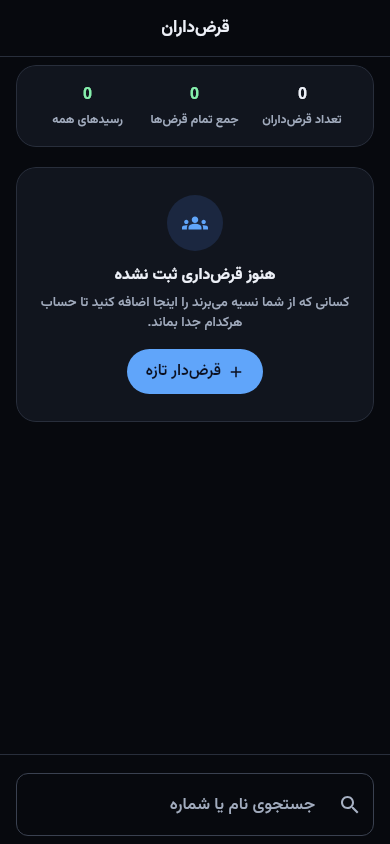 قرض‌داران
0
0
0
تعداد قرض‌داران
جمع تمام قرض‌ها
رسیدهای همه
هنوز قرض‌داری ثبت نشده
کسانی که از شما نسیه می‌برند را اینجا اضافه کنید تا حساب
هرکدام جدا بماند.
قرض‌دار تازه
جستجوی نام یا شماره